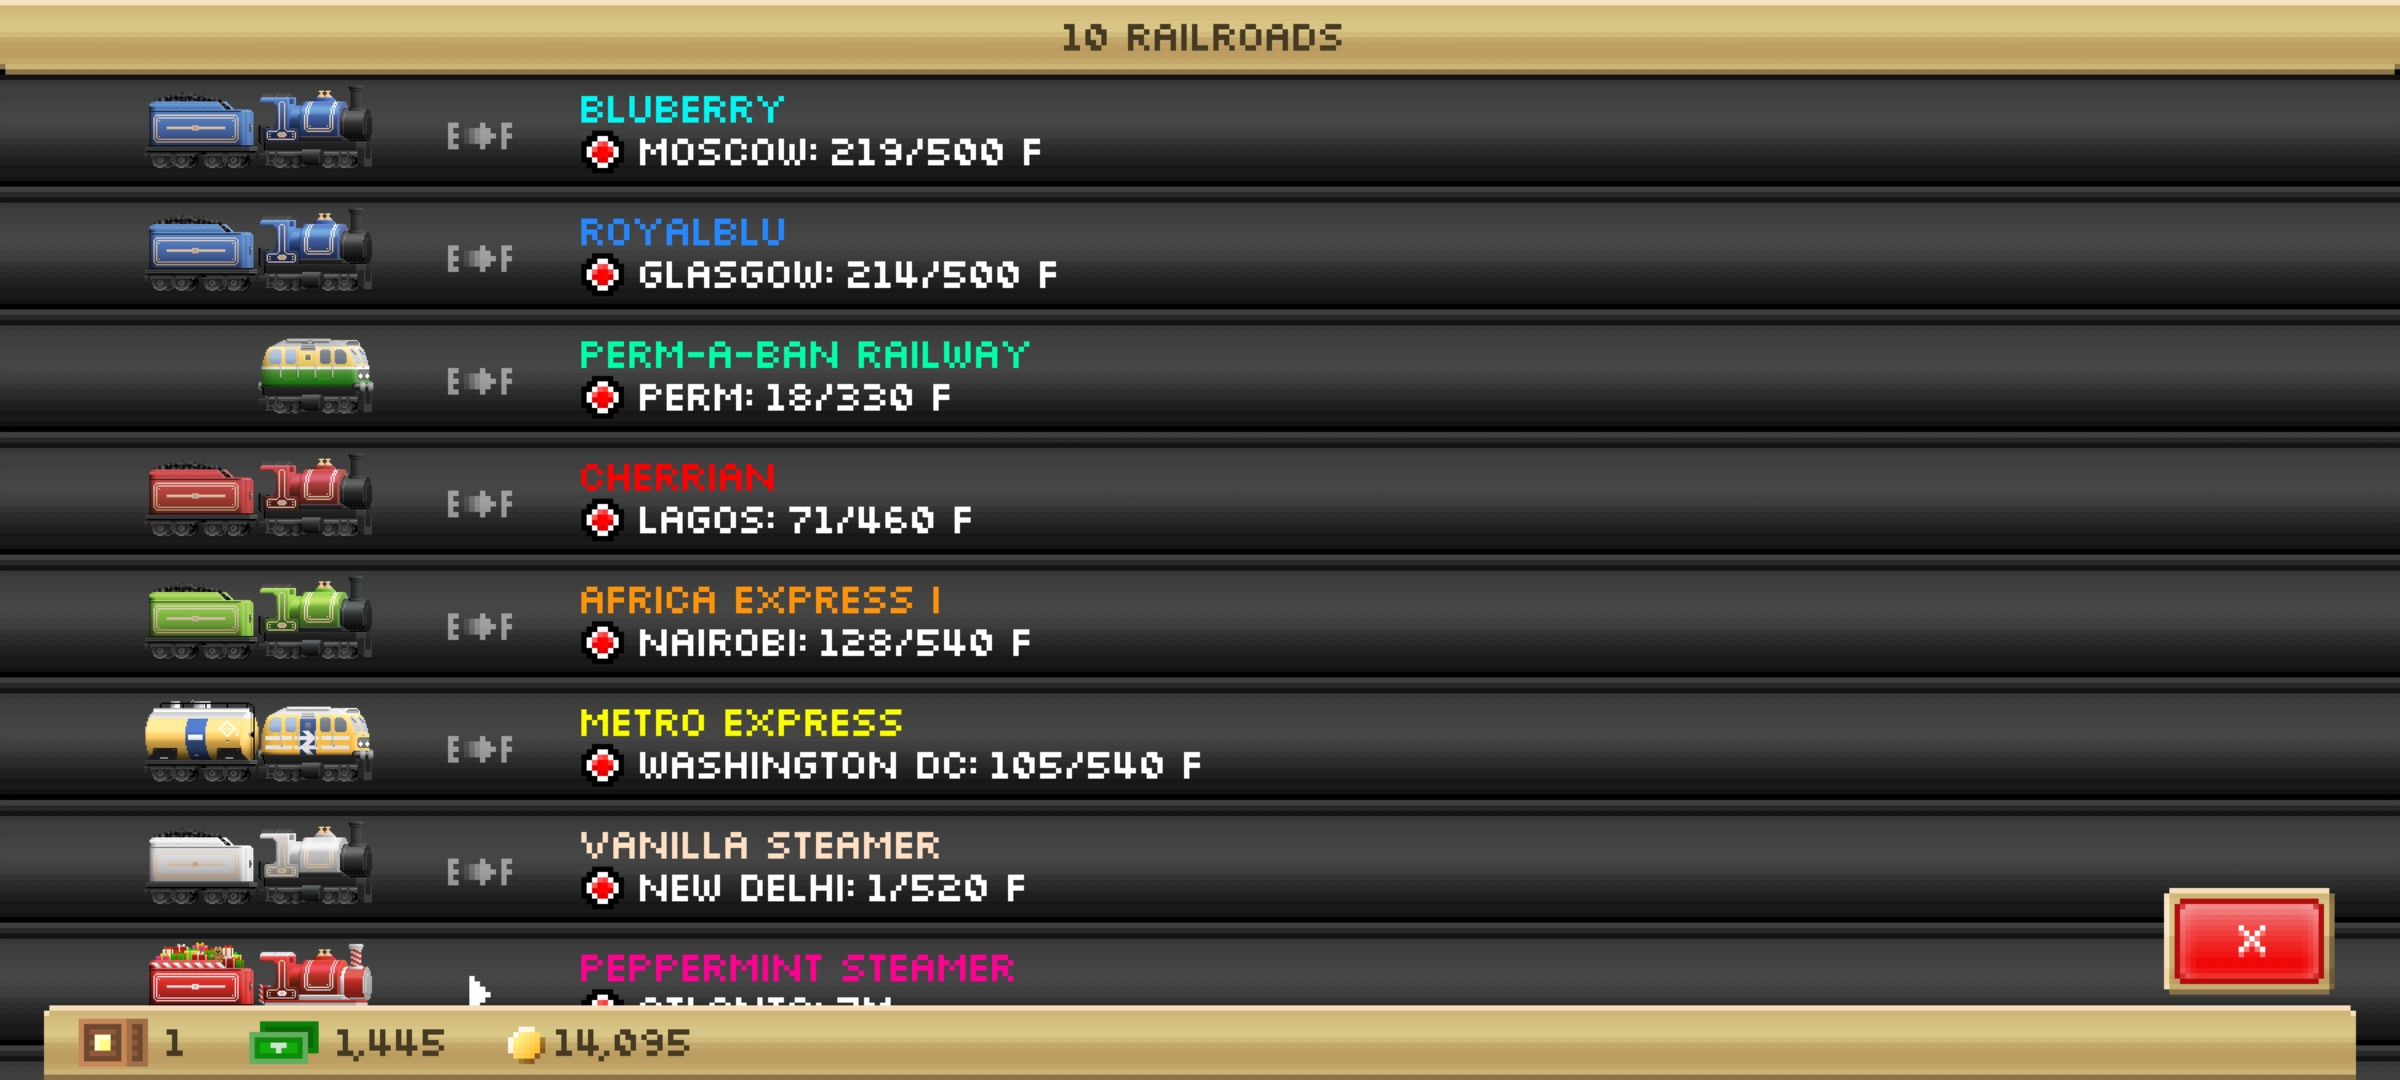 10 RAILROADS
E F
BLUBERRY
MOSCOW: 219/500 F
E F
ROYALBLU
GLASGOW: 214/500 F
E F
PERM-A-BAN RAILWAY
PERM: 18/330 F
E F
CHERRIAN
LAGOS: 71/460 F
E F
AFRICA EXPRESS I
NAIROBI: 128/540 F
E F
METRO EXPRESS
WASHINGTON DC: 105/540 F
E F
VANILLA STEAMER
NEW DELHI: 1/520 F
PEPPERMINT STEAMER
X
1 1,445 14,095